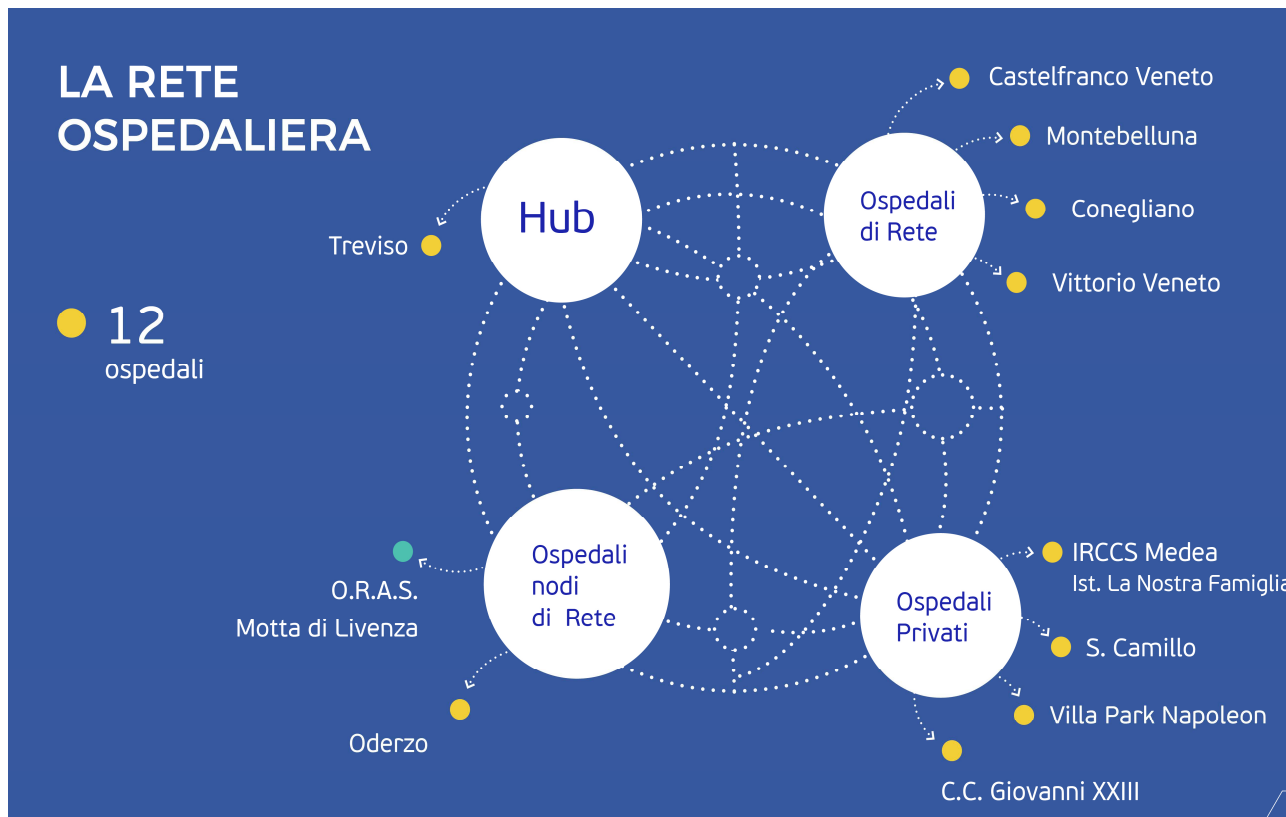 LA RETE
OSPEDALIERA
12
ospedali
Hub
Treviso
Ospedali
di Rete
Castelfranco Veneto
Montebelluna
Conegliano
Vittorio Veneto
Ospedali
nodi
di Rete
O.R.A.S.
Motta di Livenza
Oderzo
Ospedali
Privati
IRCCS Medea
Ist. La Nostra Famiglia
S. Camillo
Villa Park Napoleon
C.C. Giovanni XXIII